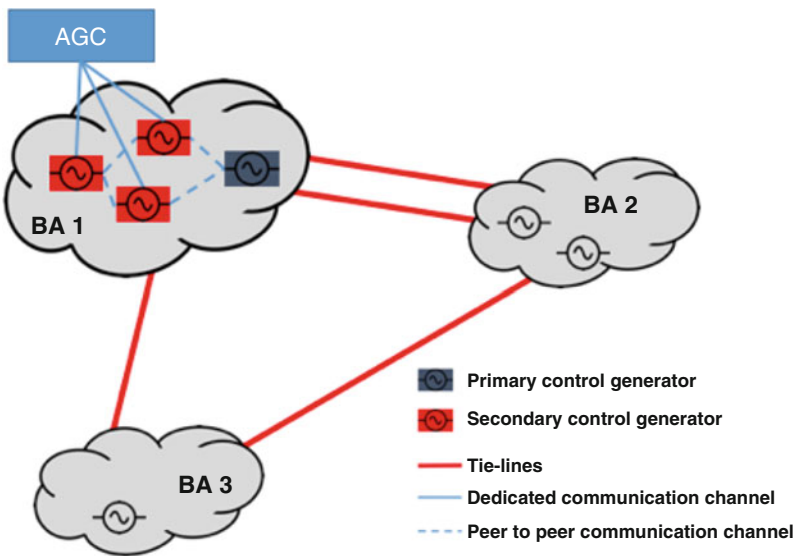 AGC
BA 1
BA 2
BA 3
Primary control generator
Secondary control generator
Tie-lines
Dedicated communication channel
Peer to peer communication channel